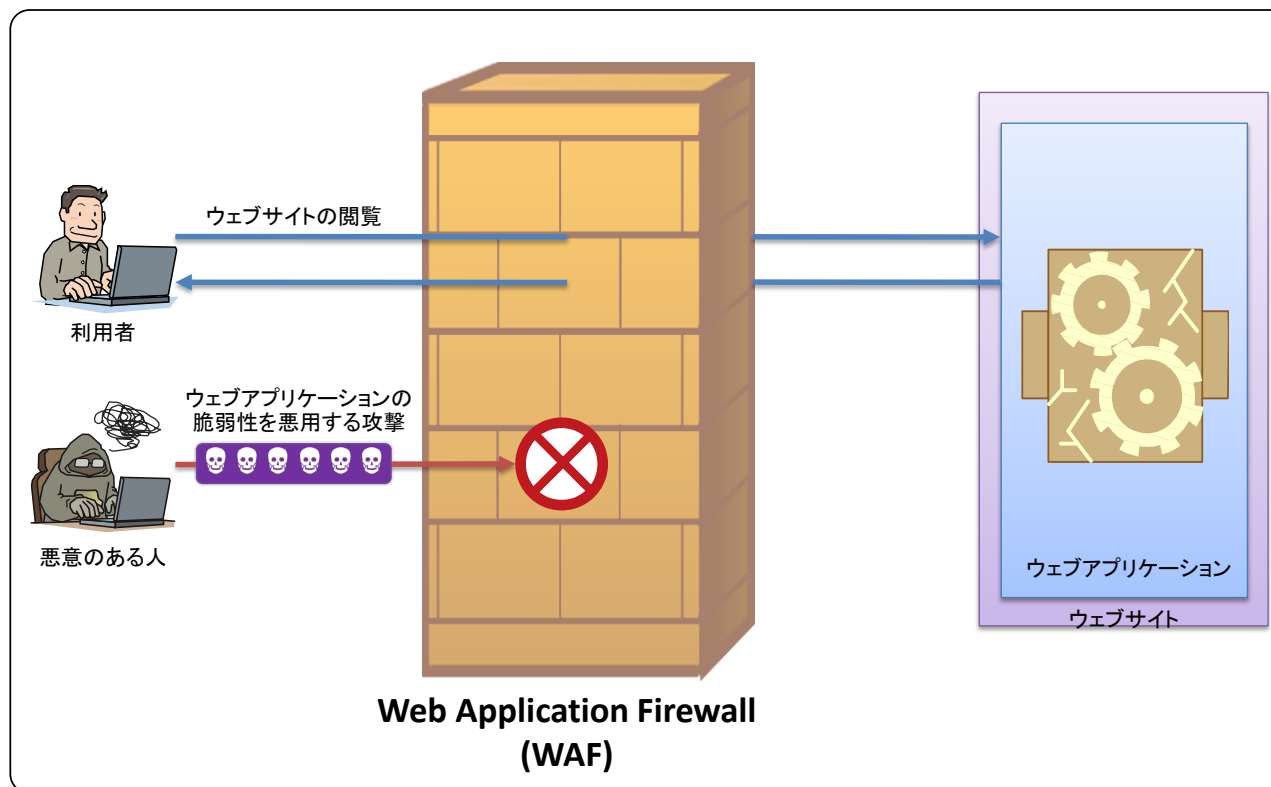 ウェブサイトの閲覧
利用者
ウェブアプリケーションの
脆弱性を悪用する攻撃
悪意のある人
ウェブアプリケーション
ウェブサイト
Web Application Firewall
(WAF)